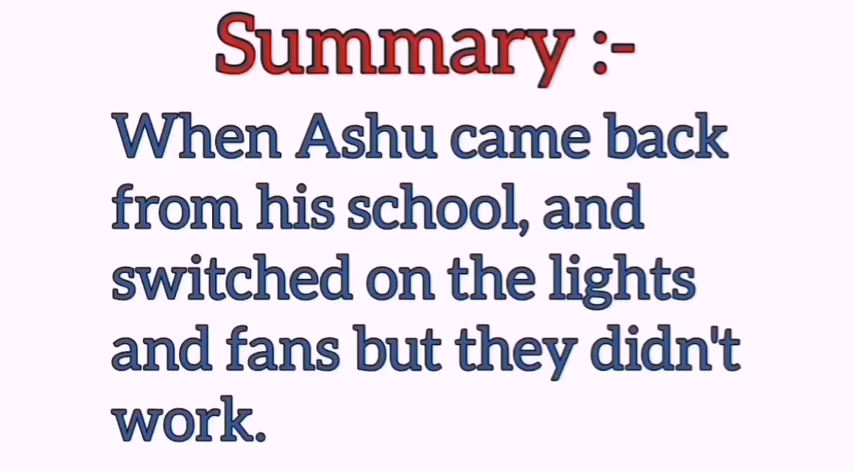 Summary :-
When Ashu came back
from his school, and
switched on the lights
and fans but they didn't
work.